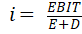 i = EBIT / E+D